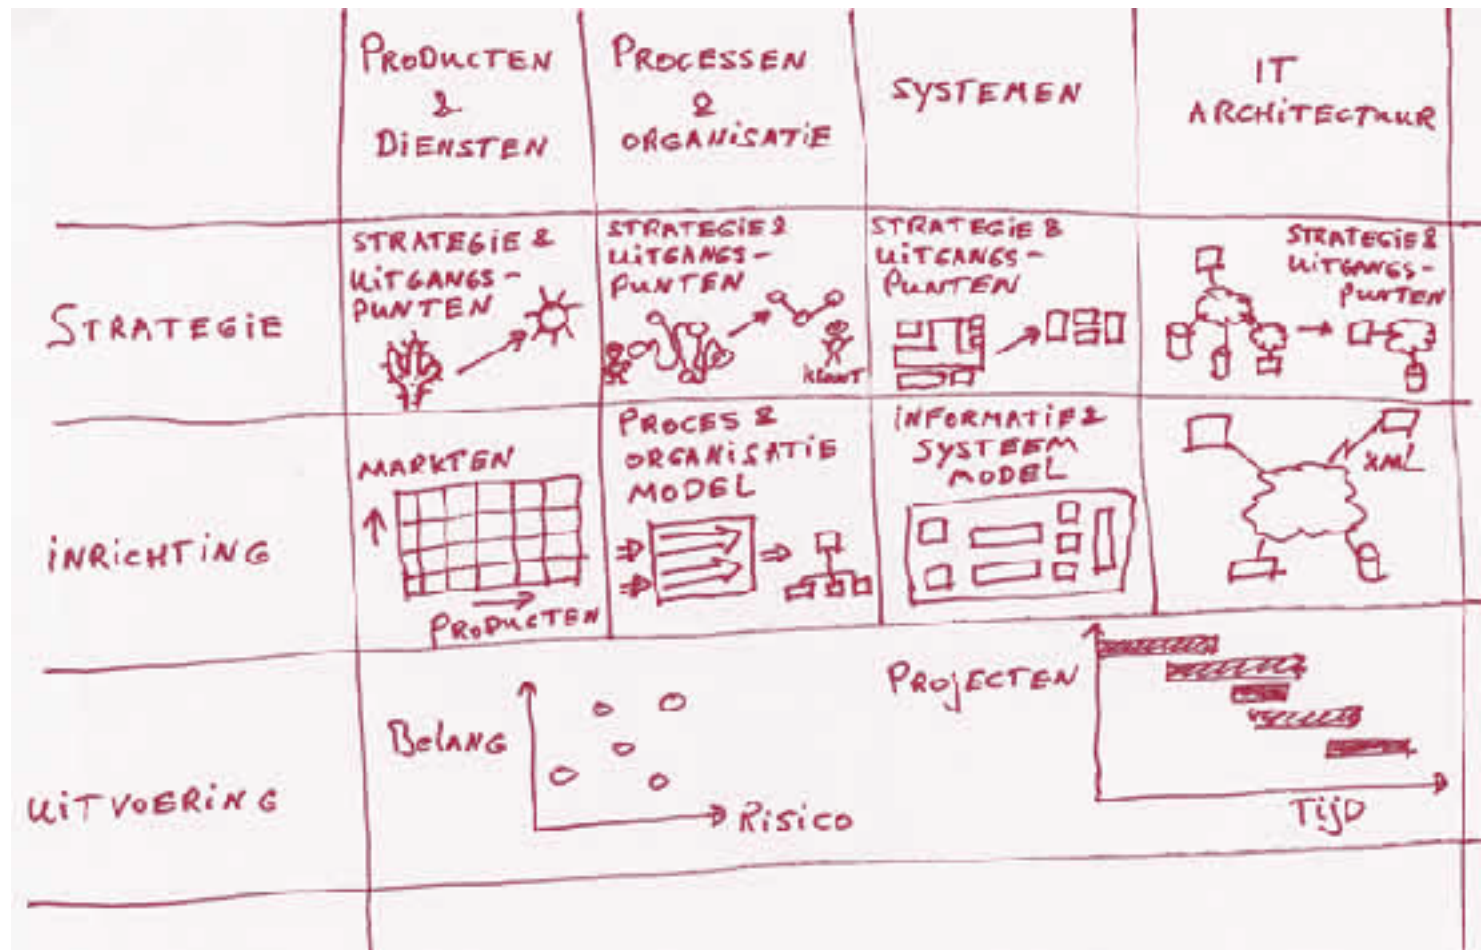 PRODUCTEN
&
DIENSTEN
PROCESSEN
&
ORGANISATIE
SYSTEMEN
IT
ARCHITECTUUR
STRATEGIE
STRATEGIE &
UITGANGS-
PUNTEN
STRATEGIE &
UITGANGS-
PUNTEN
KLANT
STRATEGIE &
UITGANGS-
PUNTEN
STRATEGIE &
UITGANGS-
PUNTEN
INRICHTING
MARKTEN
PRODUCTEN
PROCES &
ORGANISATIE
MODEL
INFORMATIE &
SYSTEEM
MODEL
XML
UITVOERING
BELANG
RISICO
PROJECTEN
TIJD